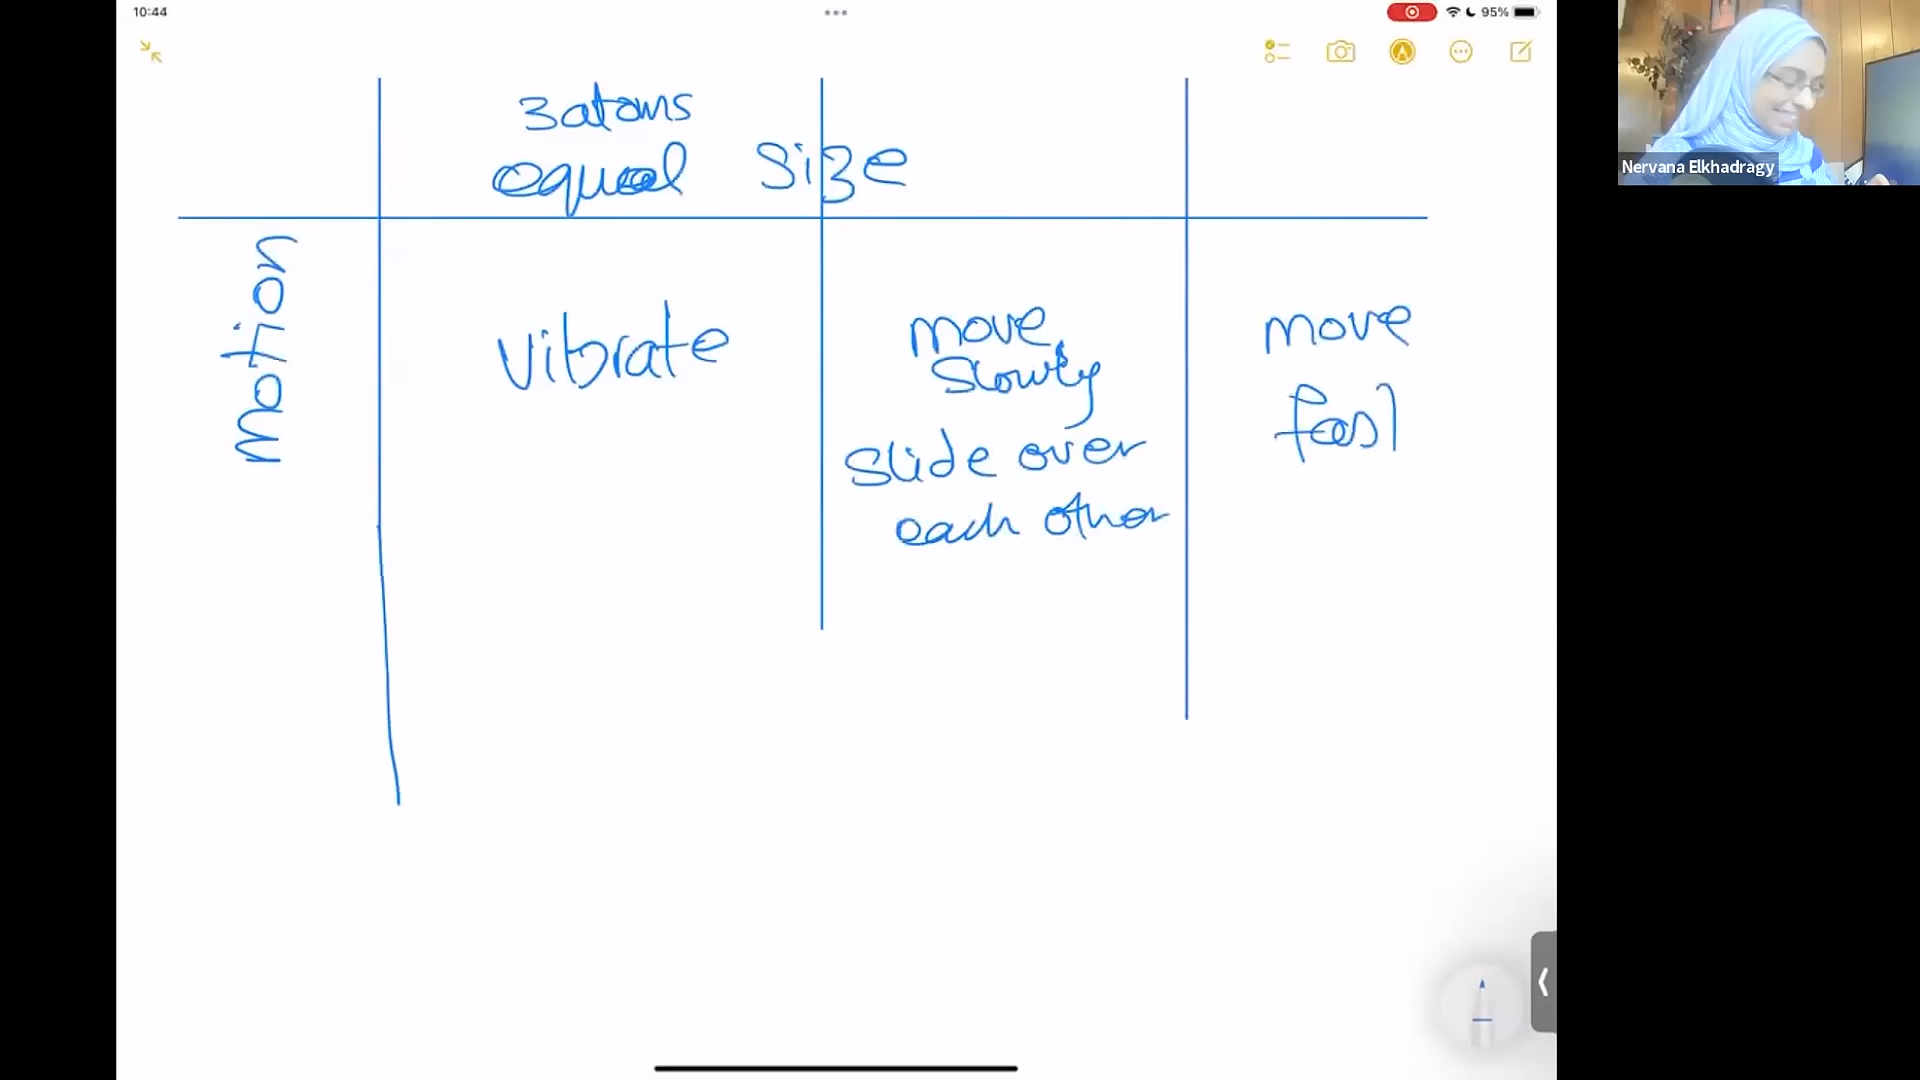 10:44
95%
3 atoms
equal size
motion
vibrate
move
slowly
slide over
each other
move
fast
Nervana Elkhadragy